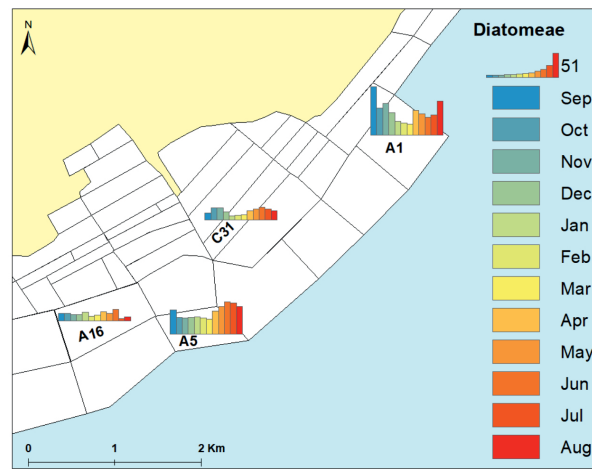 N
Diatomeae
51
Sep
Oct
Nov
Dec
Jan
Feb
Mar
Apr
May
Jun
Jul
Aug
A1
C31
A16
A5
0 1 2 Km